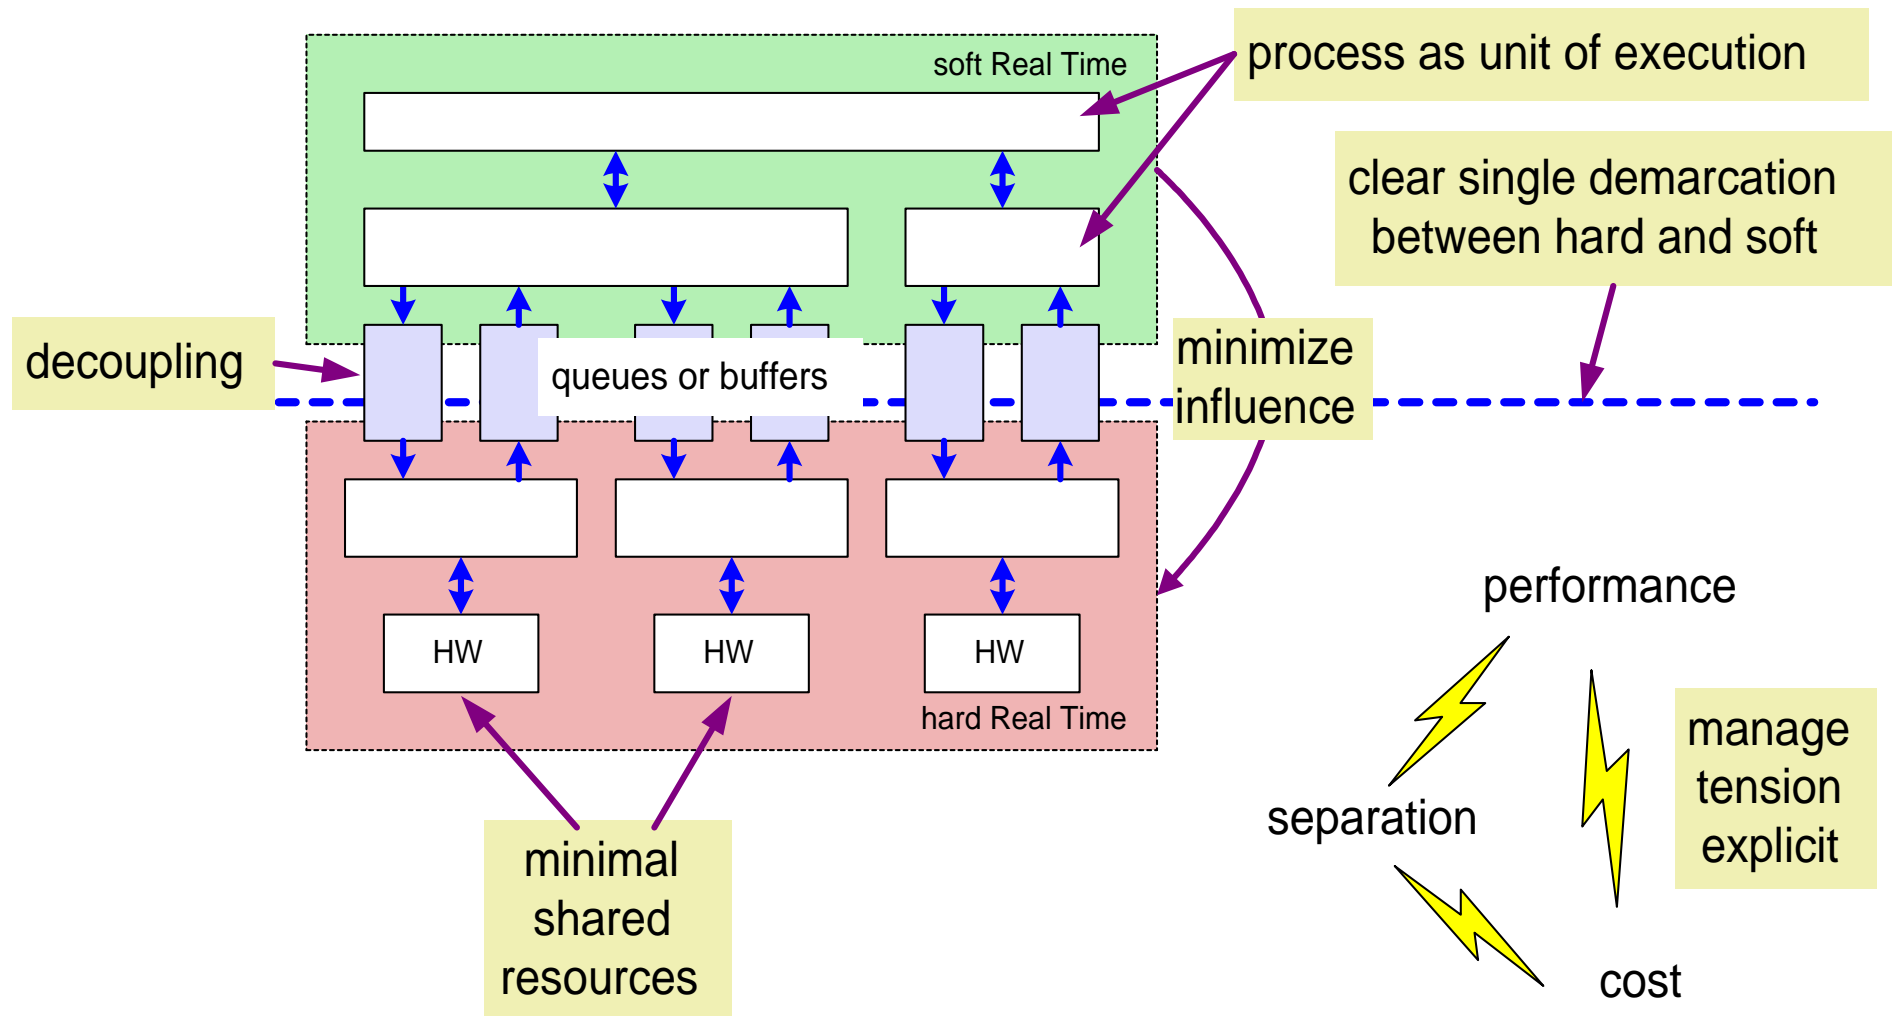 soft Real Time
process as unit of execution
clear single demarcation
between hard and soft
decoupling
queues or buffers
minimize
influence
HW
HW
HW
hard Real Time
minimal
shared
resources
performance
separation
cost
manage
tension
explicit